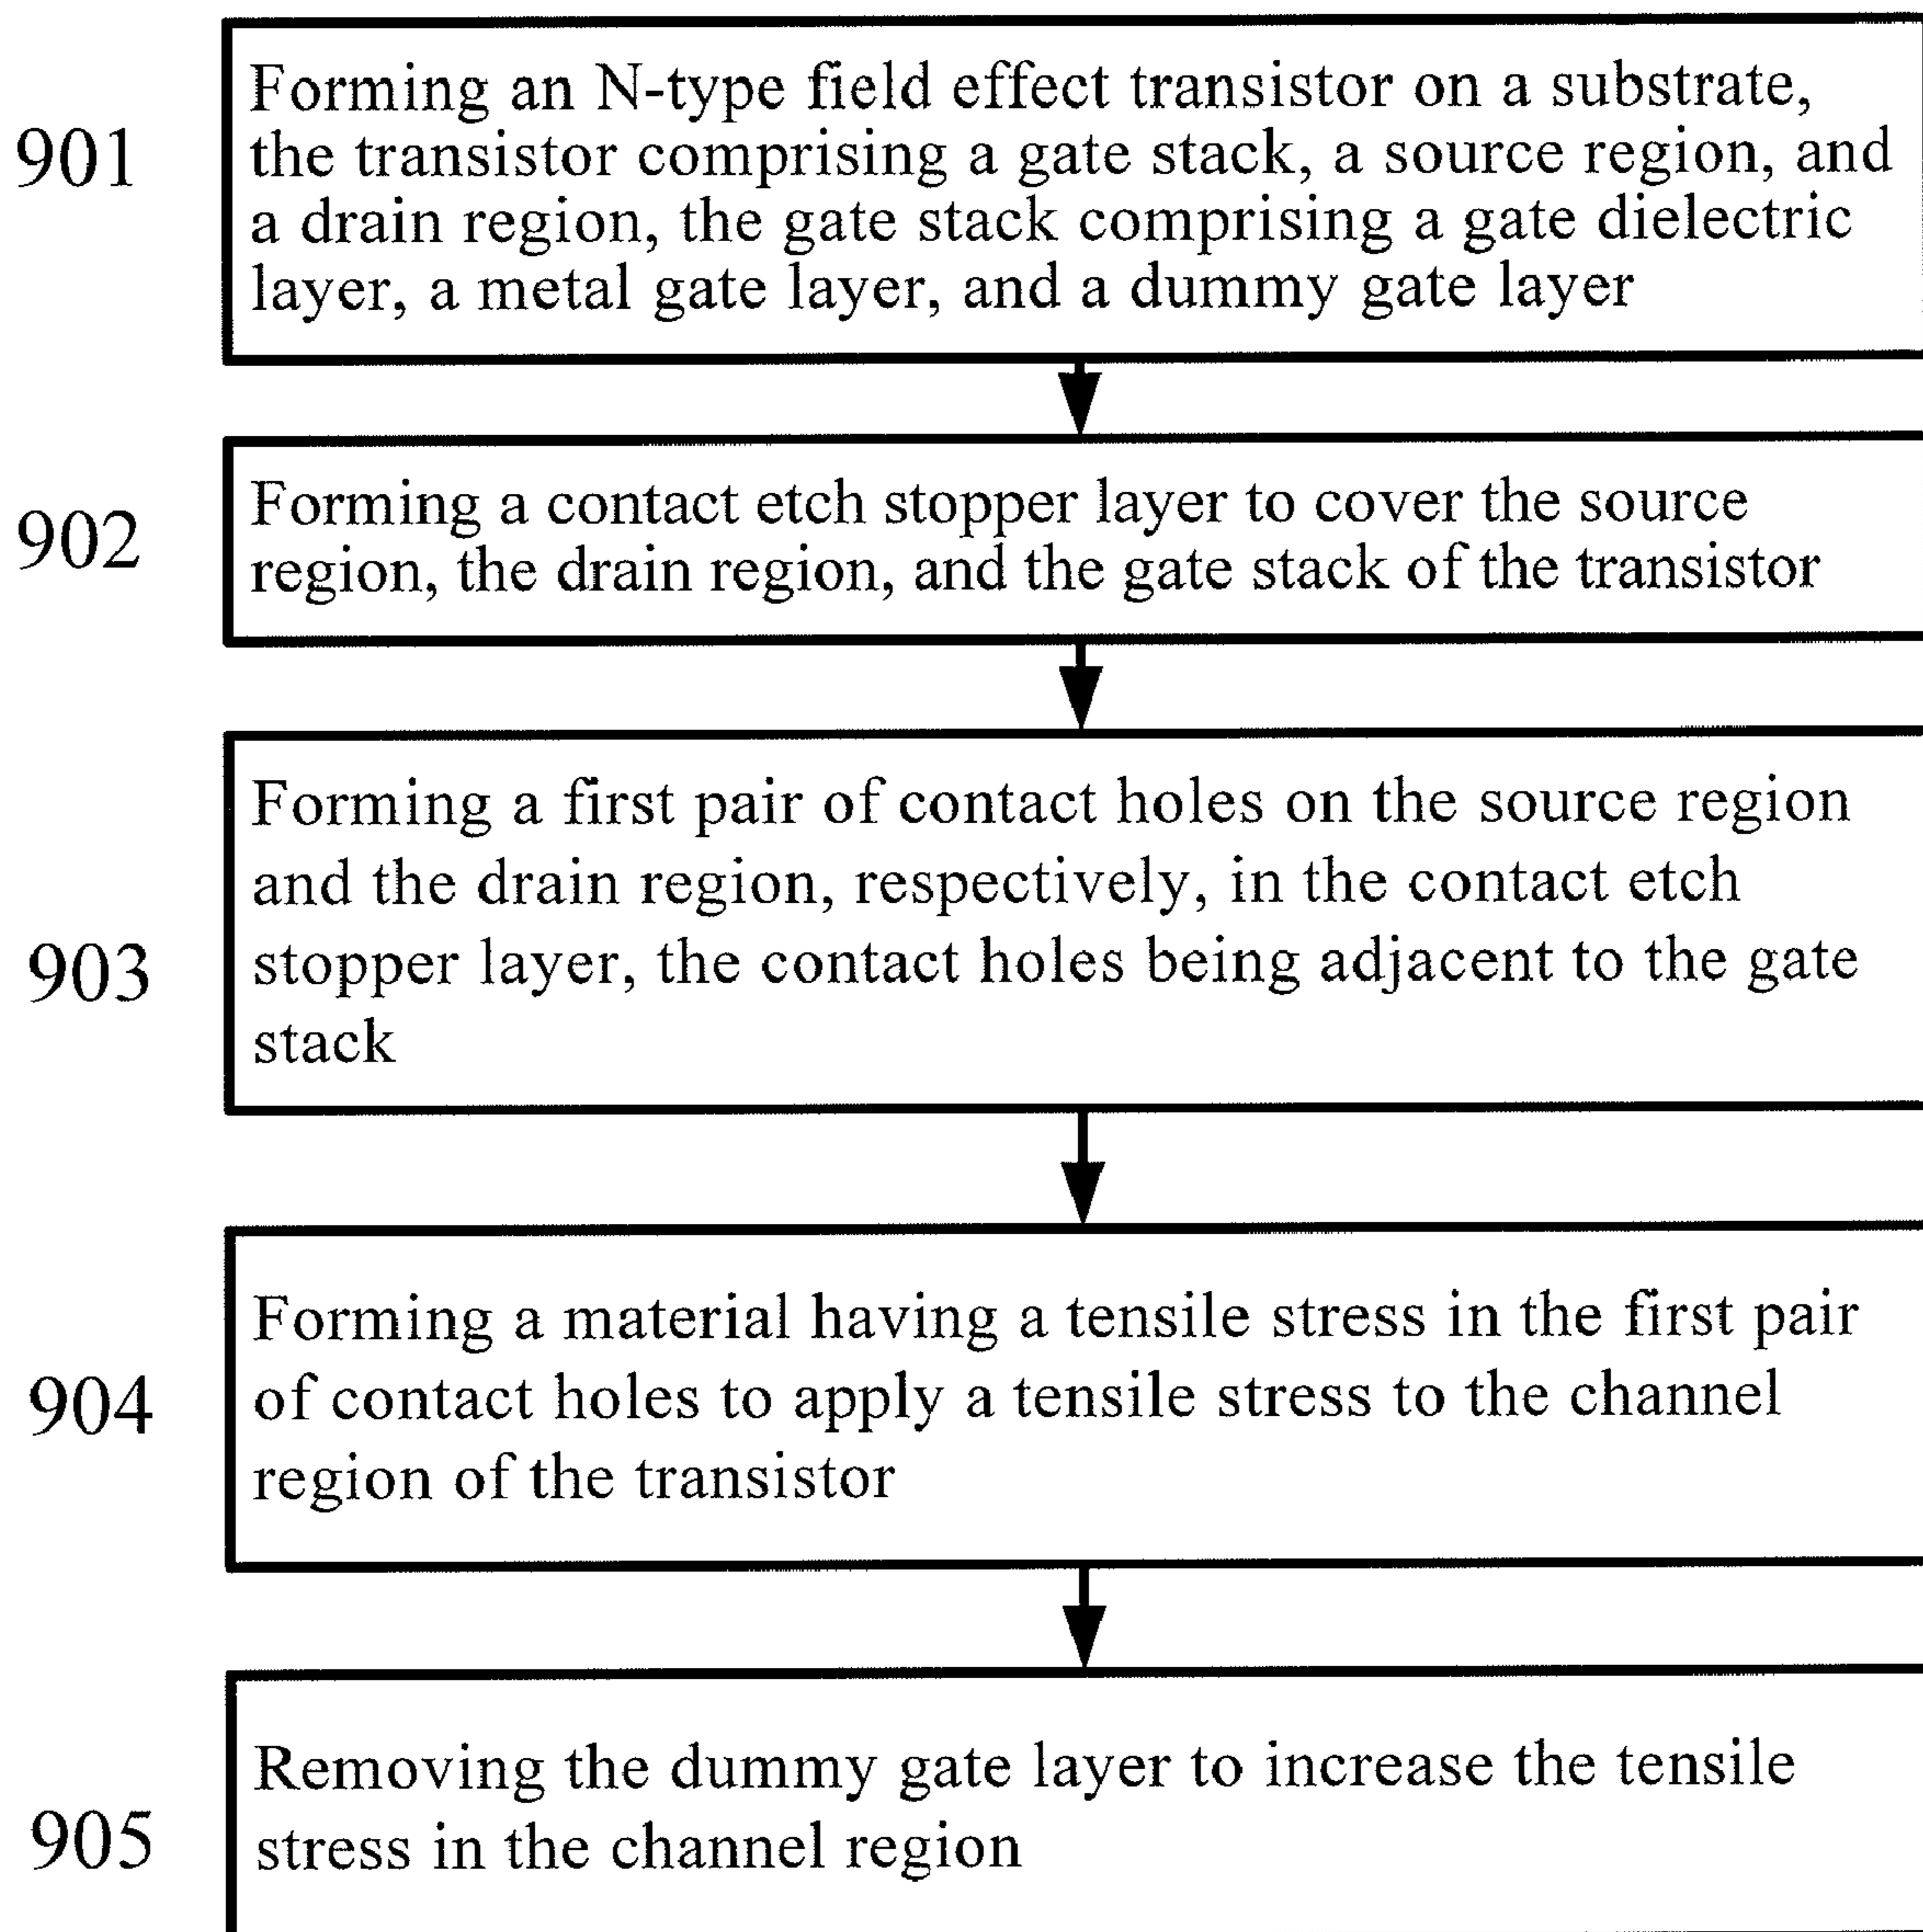 901
Forming an N-type field effect transistor on a substrate,
the transistor comprising a gate stack, a source region, and
a drain region, the gate stack comprising a gate dielectric
layer, a metal gate layer, and a dummy gate layer
902
Forming a contact etch stopper layer to cover the source
region, the drain region, and the gate stack of the transistor
903
Forming a first pair of contact holes on the source region
and the drain region, respectively, in the contact etch
stopper layer, the contact holes being adjacent to the gate
stack
904
Forming a material having a tensile stress in the first pair
of contact holes to apply a tensile stress to the channel
region of the transistor
905
Removing the dummy gate layer to increase the tensile
stress in the channel region